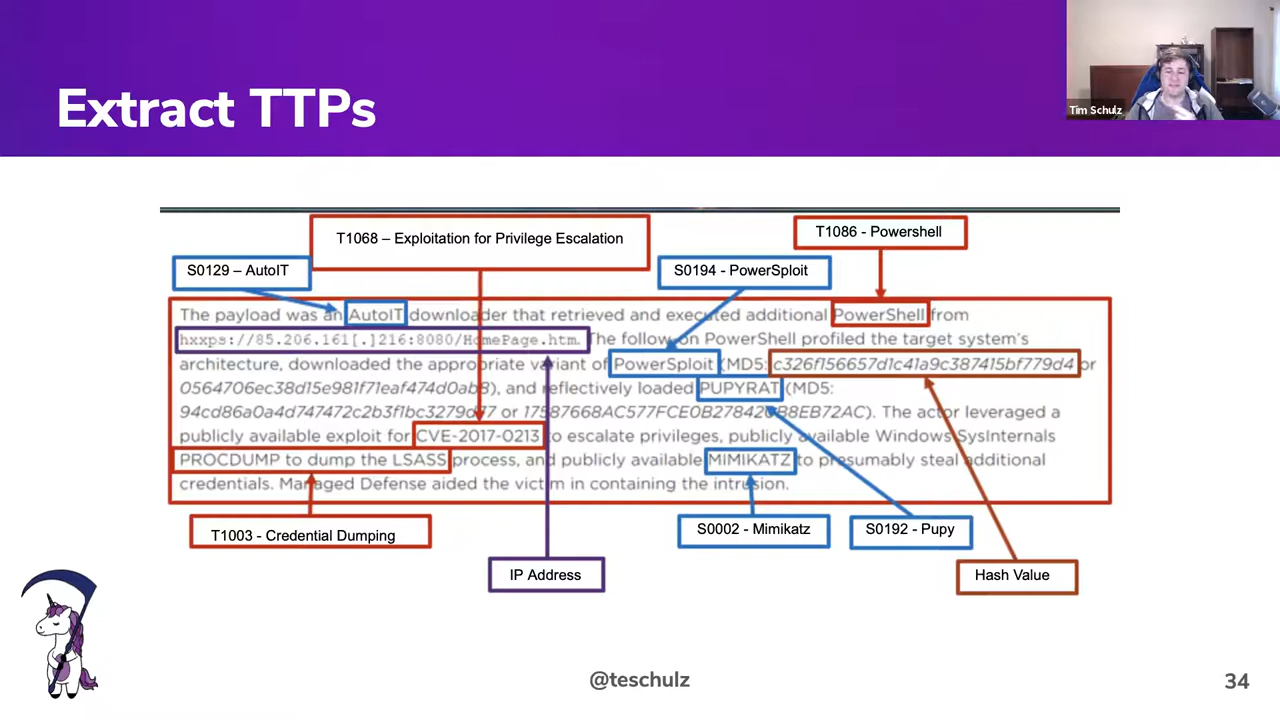 Extract TTPs
Tim Schulz
T1068 – Exploitation for Privilege Escalation
T1086 - Powershell
S0129 – AutoIT
S0194 - PowerSploit
The payload was an AutoIT downloader that retrieved and executed additional PowerShell from
hxxps://85.206.161[.]216:8080/HomePage.htm. The follow-on PowerShell profiled the target system's
architecture, downloaded the appropriate variant of PowerSploit (MD5: c326f156657d1c41a9c387415bf779d4 or
0564706ec38d15e981f71eaf474d0ab8), and reflectively loaded PUPYRAT (MD5:
94cd86a0a4d747472c2b3f1bc3279d77 or 17587668AC577FCE0B278420B8EB72AC). The actor leveraged a
publicly available exploit for CVE-2017-0213 to escalate privileges, publicly available Windows SysInternals
PROCDUMP to dump the LSASS process, and publicly available MIMIKATZ to presumably steal additional
credentials. Managed Defense aided the victim in containing the intrusion.
T1003 - Credential Dumping
S0002 - Mimikatz
S0192 - Pupy
IP Address
Hash Value
@teschulz
34